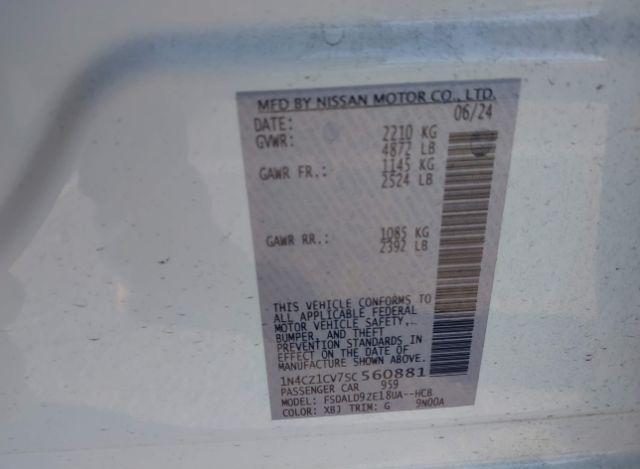 MFD BY NISSAN MOTOR CO., LTD.
DATE: 06/24
GVWR: 2210 KG
4872 LB
GAWR FR.: 1145 KG
2524 LB
GAWR RR.: 1085 KG
2392 LB
THIS VEHICLE CONFORMS TO
ALL APPLICABLE FEDERAL
MOTOR VEHICLE SAFETY,
BUMPER, AND THEFT
PREVENTION STANDARDS IN
EFFECT ON THE DATE OF
MANUFACTURE SHOWN ABOVE.
1N4CZ1CV7SC560881
PASSENGER CAR 959
MODEL: FSDALD9ZE18UA--HCB
COLOR: XBJ TRIM: G 9N00A